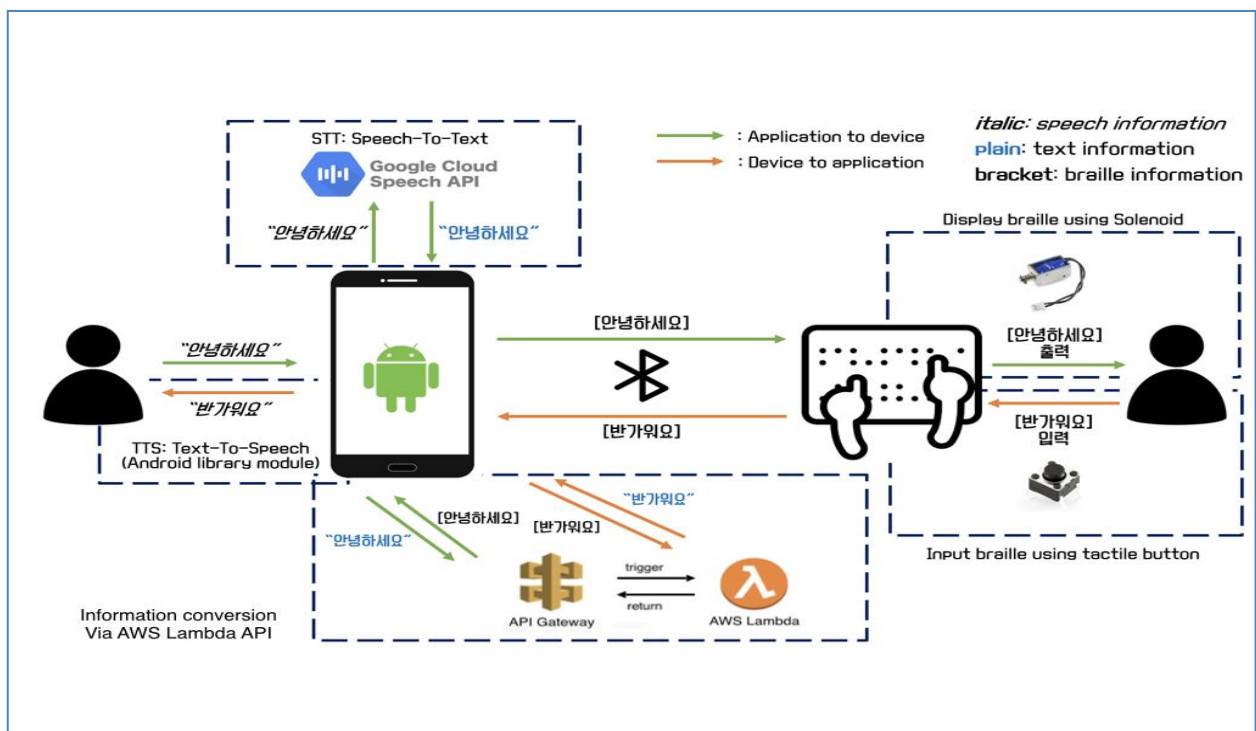 STT: Speech-To-Text
Google Cloud
Speech API
“안녕하세요”
“안녕하세요”
: Application to device
: Device to application
italic: speech information
plain: text information
bracket: braille information
Display braille using Solenoid
“안녕하세요”
“반가워요”
TTS: Text-To-Speech
(Android library module)
[안녕하세요]
[반가워요]
[안녕하세요]
출력
[반가워요]
입력
Input braille using tactile button
“안녕하세요”
[안녕하세요]
[반가워요]
“반가워요”
trigger
return
API Gateway
AWS Lambda
Information conversion
Via AWS Lambda API